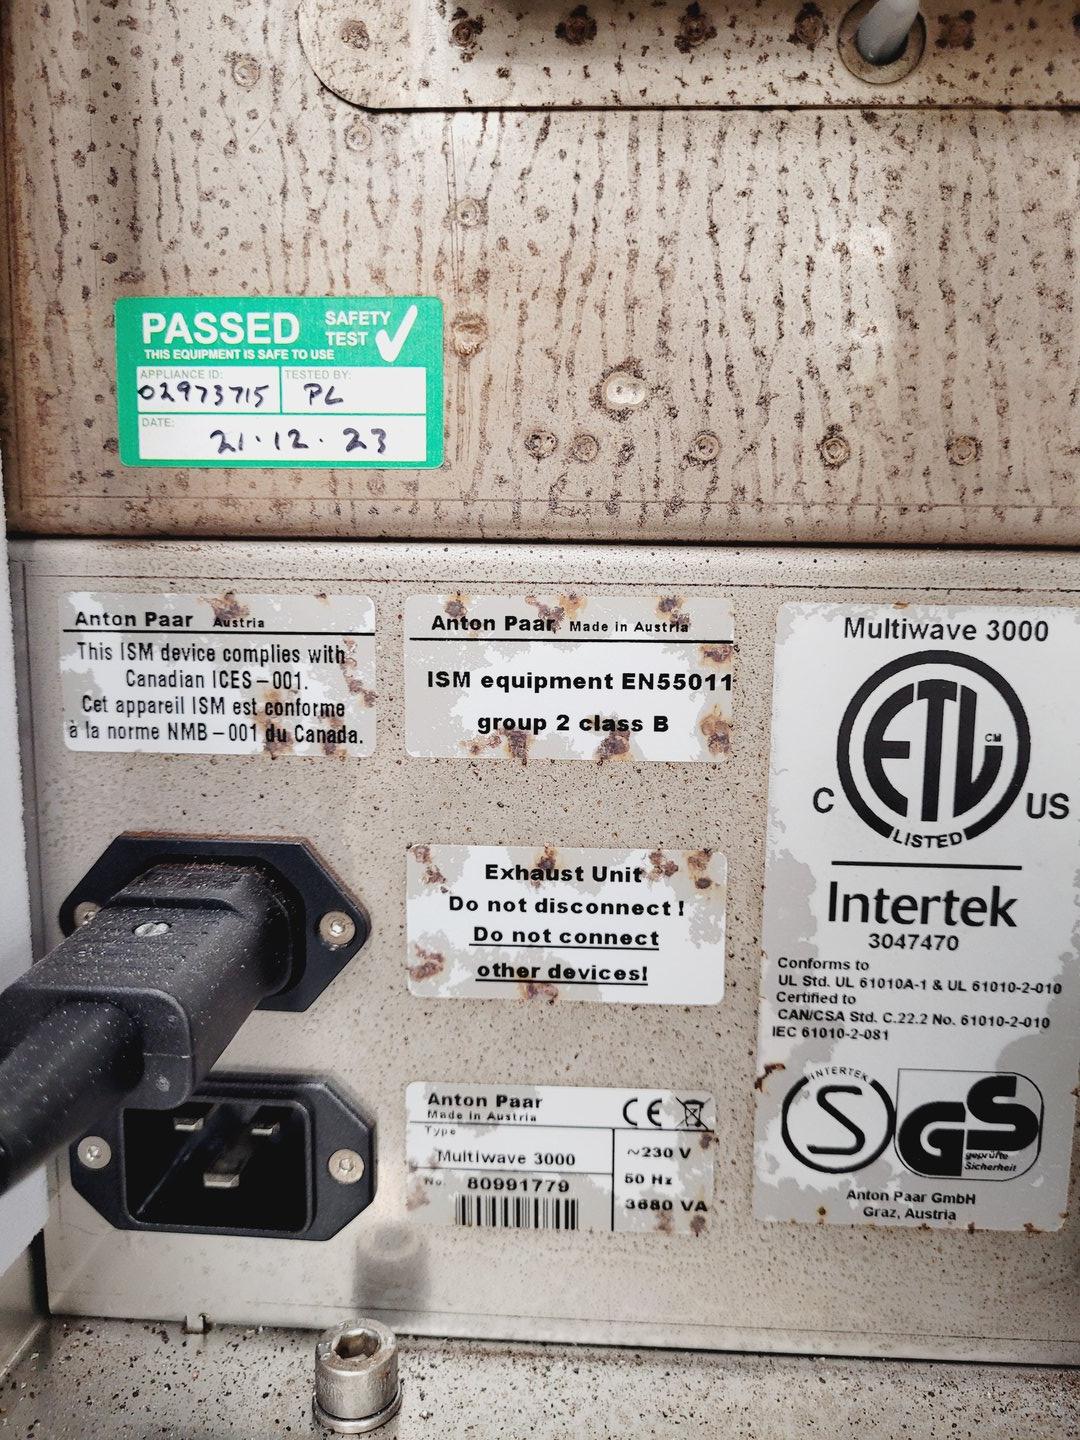 PASSED
SAFETY
TEST
THIS EQUIPMENT IS SAFE TO USE
APPLIANCE ID:
02973715
TESTED BY:
PL
DATE:
21.12.23
Anton Paar Austria
This ISM device complies with
Canadian ICES-001.
Cet appareil ISM est conforme
à la norme NMB-001 du Canada.
Anton Paar Made in Austria
ISM equipment EN55011
group 2 class B
Exhaust Unit
Do not disconnect!
Do not connect
other devices!
Anton Paar
Made in Austria
Type
Multiwave 3000
No. 80991779
CE
~230 V
50 Hz
3680 VA
Multiwave 3000
ETL CM
C US
LISTED
Intertek
3047470
Conforms to
UL Std. UL 61010A-1 & UL 61010-2-010
Certified to
CAN/CSA Std. C.22.2 No. 61010-2-010
IEC 61010-2-081
INTERTEK
S
GS
geprüfte
Sicherheit
Anton Paar GmbH
Graz, Austria